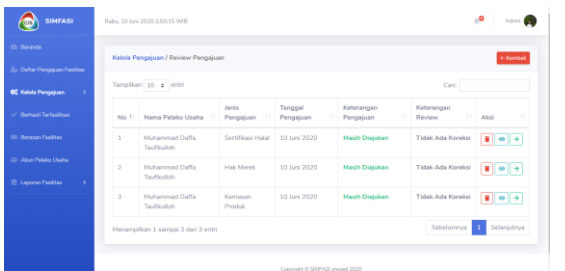 SIMFASI
Rabu, 10 Juni 2020 2:50:15 WIB
Admin
Beranda
Daftar Pengajuan Fasilitas
Kelola Pengajuan
Berhasil Terfasilitasi
Batasan Fasilitas
Akun Pelaku Usaha
Laporan Fasilitas
Kelola Pengajuan / Review Pengajuan
Kembali
Tampilkan 10 entri
Cari:
No Nama Pelaku Usaha Jenis Pengajuan Tanggal Pengajuan Keterangan Pengajuan Keterangan Review Aksi
1 Muhammad Daffa Taufikulloh Sertifikasi Halal 10 Juni 2020 Masih Diajukan Tidak Ada Koreksi
2 Muhammad Daffa Taufikulloh Hak Merek 10 Juni 2020 Masih Diajukan Tidak Ada Koreksi
3 Muhammad Daffa Taufikulloh Kemasan Produk 10 Juni 2020 Masih Diajukan Tidak Ada Koreksi
Menampilkan 1 sampai 3 dari 3 entri
Sebelumnya 1 Selanjutnya
Copyright © SIMFASI unused 2020